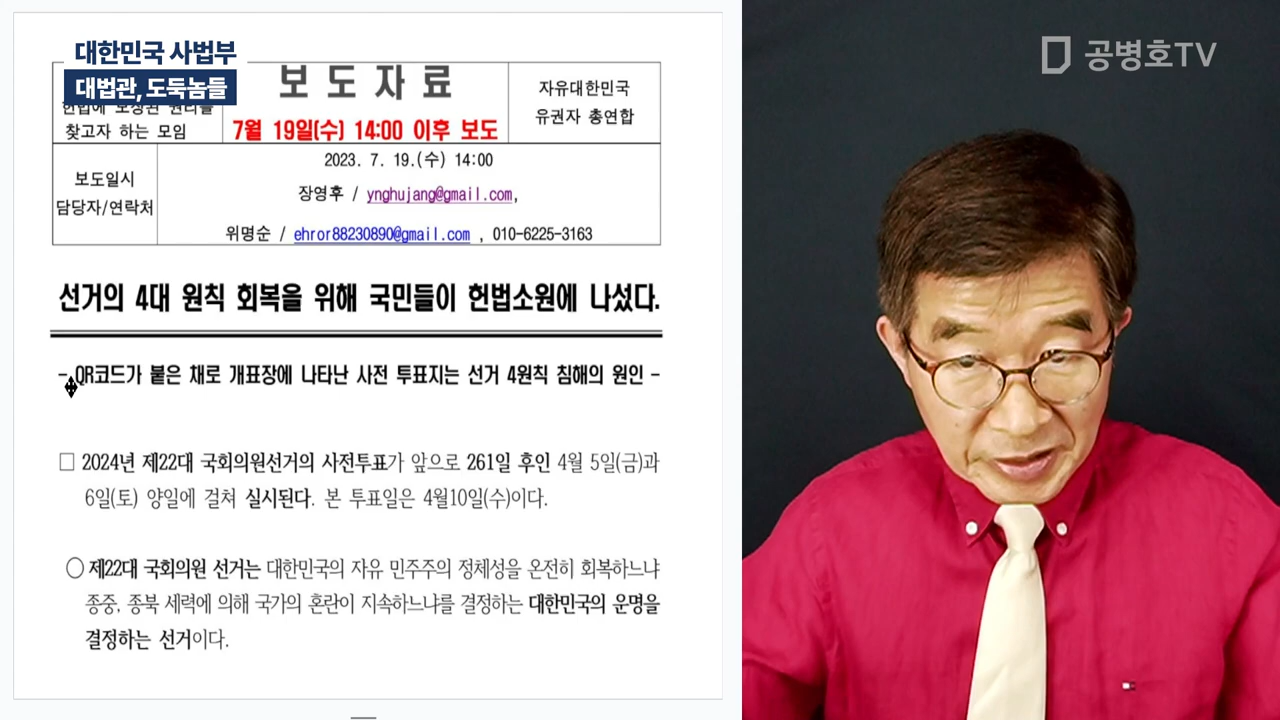 대한민국 사법부
대법관, 도둑놈들
공병호TV
찾고자 하는 모임
보도자료
7월 19일(수) 14:00 이후 보도
자유대한민국
유권자 총연합
보도일시
담당자/연락처
2023. 7. 19.(수) 14:00
장영후 / ynghujang@gmail.com,
위명순 / ehror88230890@gmail.com , 010-6225-3163
선거의 4대 원칙 회복을 위해 국민들이 헌법소원에 나섰다.
- QR코드가 붙은 채로 개표장에 나타난 사전 투표지는 선거 4원칙 침해의 원인 -
□ 2024년 제22대 국회의원선거의 사전투표가 앞으로 261일 후인 4월 5일(금)과
6일(토) 양일에 걸쳐 실시된다. 본 투표일은 4월10일(수)이다.
○ 제22대 국회의원 선거는 대한민국의 자유 민주주의 정체성을 온전히 회복하느냐
종중, 종북 세력에 의해 국가의 혼란이 지속하느냐를 결정하는 대한민국의 운명을
결정하는 선거이다.